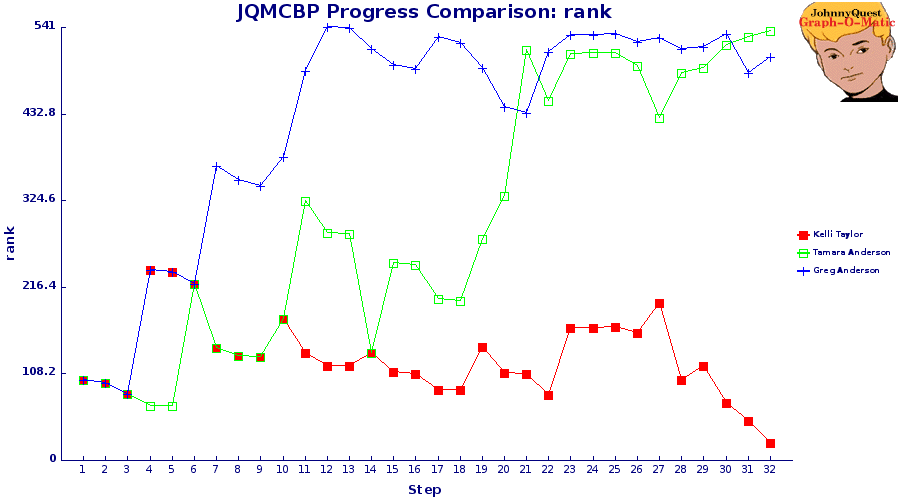 JQMCBP Progress Comparison: rank
JohnnyQuest
Graph-O-Matic
541
432.8
324.6
216.4
108.2
0
rank
1 2 3 4 5 6 7 8 9 10 11 12 13 14 15 16 17 18 19 20 21 22 23 24 25 26 27 28 29 30 31 32
Step
Kelli Taylor
Tamara Anderson
Greg Anderson